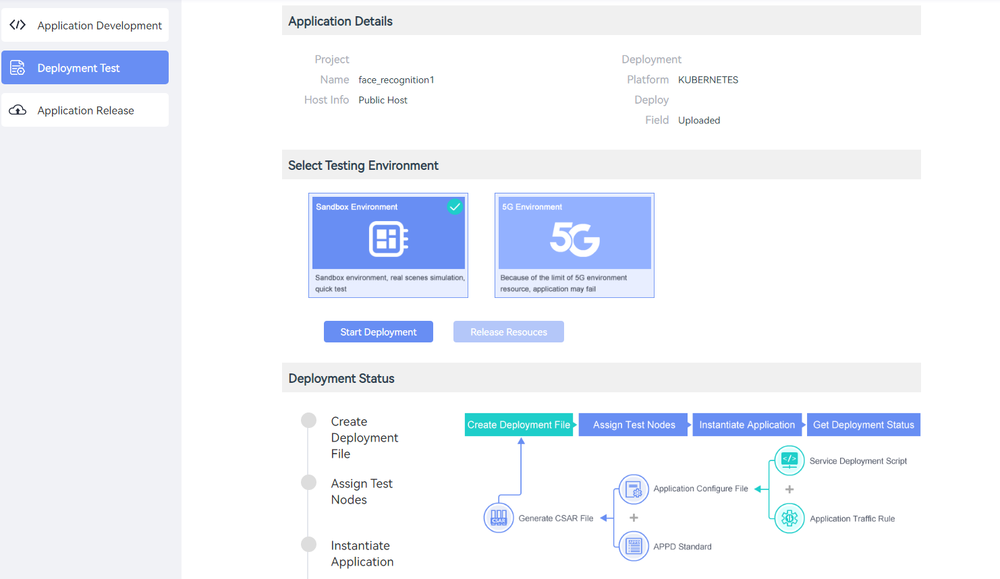 Application Development
Deployment Test
Application Release
Application Details
Project
Name face_recognition1
Host Info Public Host
Deployment
Platform KUBERNETES
Deploy
Field Uploaded
Select Testing Environment
Sandbox Environment
Sandbox environment, real scenes simulation,
quick test
5G Environment
5G
Because of the limit of 5G environment
resource, application may fail
Start Deployment
Release Resouces
Deployment Status
Create
Deployment
File
Assign Test
Nodes
Instantiate
Application
Create Deployment File
Assign Test Nodes
Instantiate Application
Get Deployment Status
</>
Service Deployment Script
Application Configure File
+
+
CSAR
Generate CSAR File
Application Traffic Rule
APPD
APPD Standard